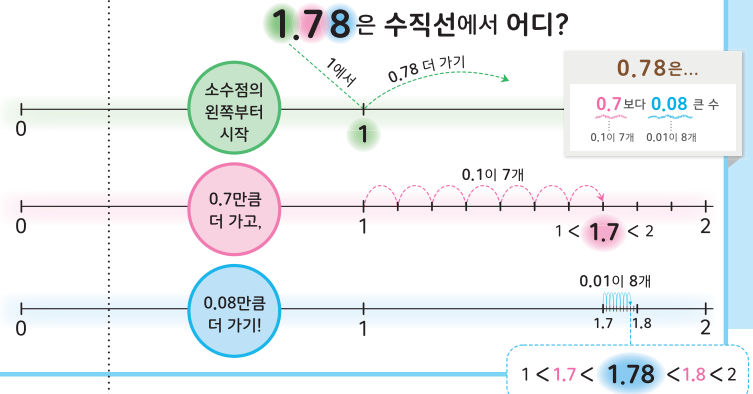 1.78은 수직선에서 어디?
1에서
0.78 더 가기
0.78은...
0.7보다 0.08 큰 수
0.1이 7개 0.01이 8개
소수점의
왼쪽부터
시작
0
1
0.1이 7개
0.7만큼
더 가고,
0
1
1 < 1.7 < 2
2
0.01이 8개
0.08만큼
더 가기!
0
1
1.7
1.8
2
1 < 1.7 < 1.78 < 1.8 < 2